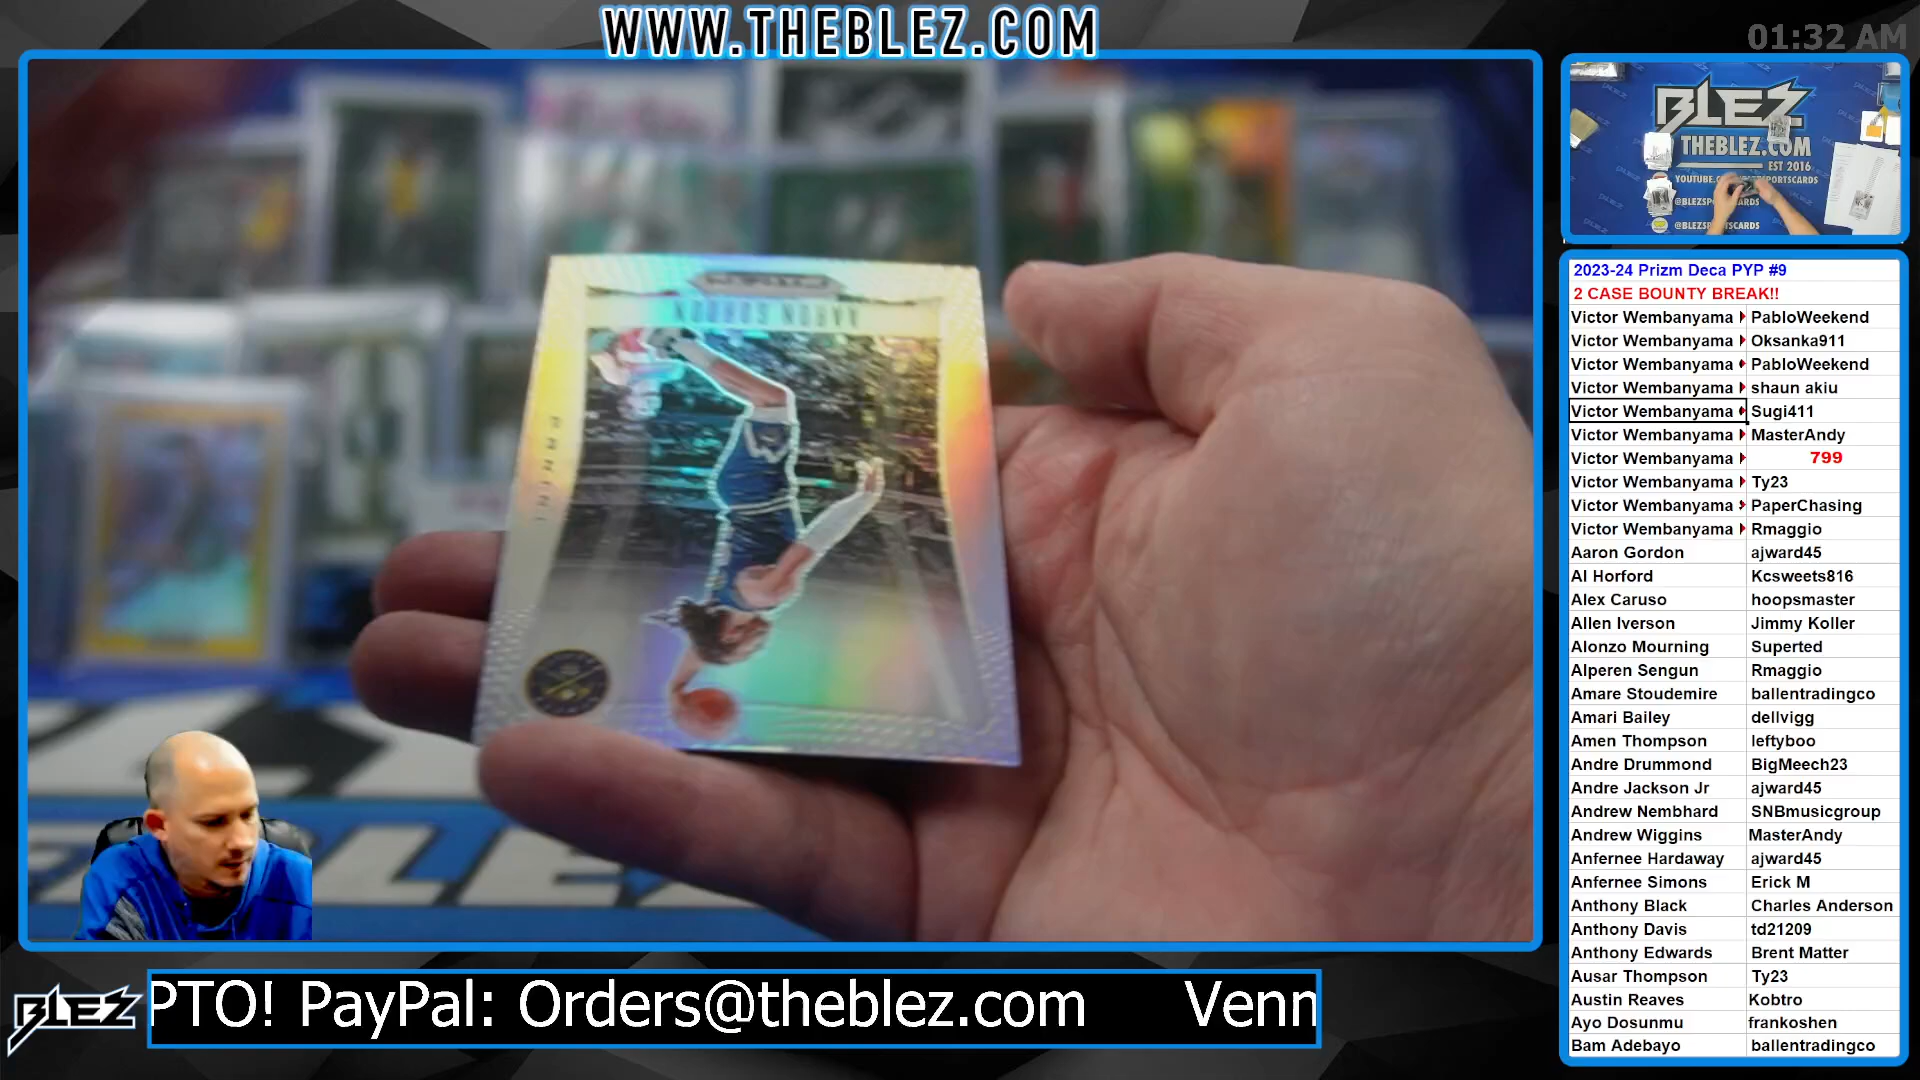 WWW.THEBLEZ.COM
01:32 AM
BLEZ
THEBLEZ.COM
EST 2016
@BLEZSP
ARDS
@BLEZSPORTSCARDS
AARON GORDON
PANINI
2023-24 Prizm Deca PYP #9
2 CASE BOUNTY BREAK!!
Victor Wembanyama PabloWeekend
Victor Wembanyama Oksanka911
Victor Wembanyama PabloWeekend
Victor Wembanyama shaun akiu
Victor Wembanyama Sugi411
Victor Wembanyama MasterAndy
Victor Wembanyama 799
Victor Wembanyama Ty23
Victor Wembanyama PaperChasing
Victor Wembanyama Rmaggio
Aaron Gordon ajward45
Al Horford Kcsweets816
Alex Caruso hoopsmaster
Allen Iverson Jimmy Koller
Alonzo Mourning Superted
Alperen Sengun Rmaggio
Amare Stoudemire ballentradingco
Amari Bailey dellvigg
Amen Thompson leftyboo
Andre Drummond BigMeech23
Andre Jackson Jr ajward45
Andrew Nembhard SNBmusicgroup
Andrew Wiggins MasterAndy
Anfernee Hardaway ajward45
Anfernee Simons Erick M
Anthony Black Charles Anderson
Anthony Davis td21209
Anthony Edwards Brent Matter
Ausar Thompson Ty23
Austin Reaves Kobtro
Ayo Dosunmu frankoshen
Bam Adebayo ballentradingco
BLEZ
PTO! PayPal: Orders@theblez.com Venn